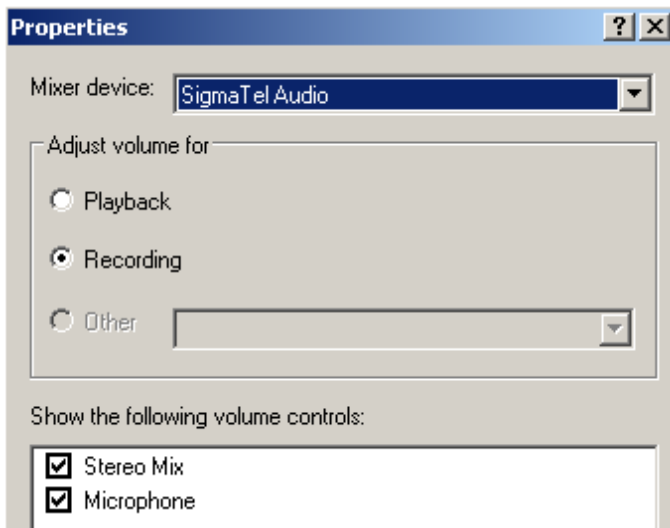 Properties
Mixer device: SigmaTel Audio
Adjust volume for
Playback
Recording
Other
Show the following volume controls:
Stereo Mix
Microphone